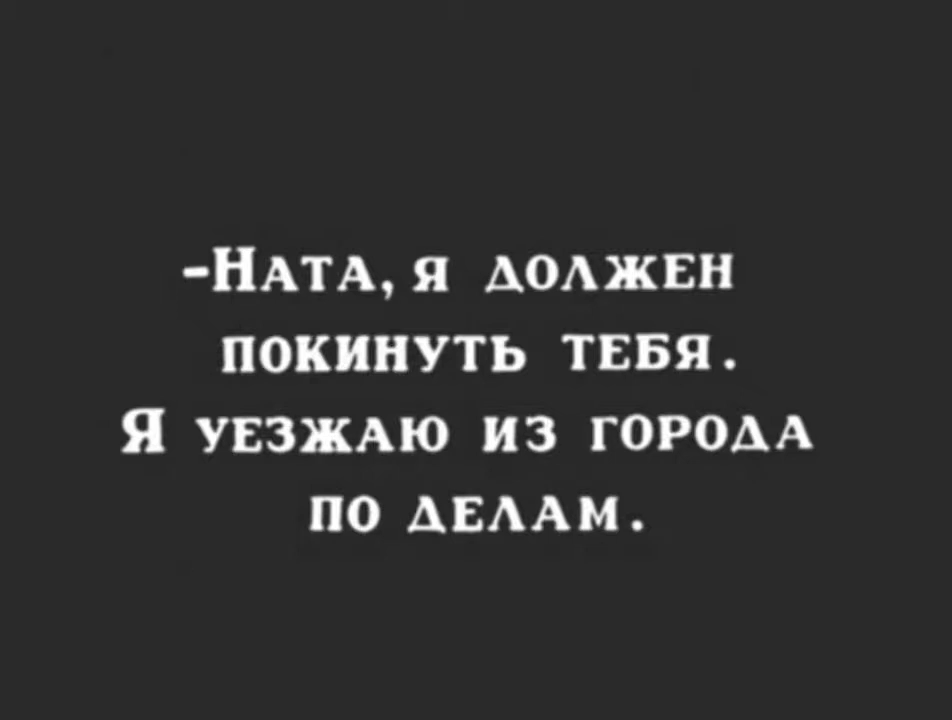 -Ната, я должен
покинуть тебя.
Я уезжаю из города
по делам.